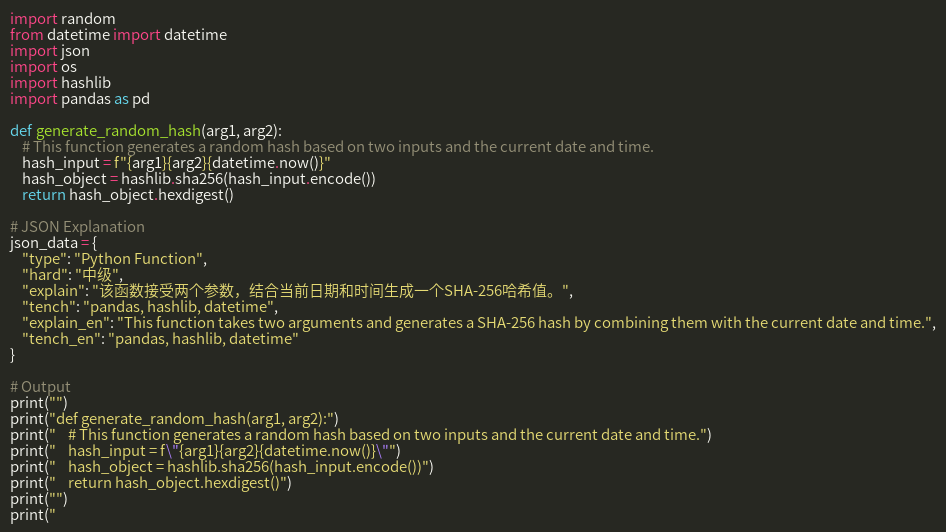 import random
from datetime import datetime
import json
import os
import hashlib
import pandas as pd

def generate_random_hash(arg1, arg2):
    # This function generates a random hash based on two inputs and the current date and time.
    hash_input = f"{arg1}{arg2}{datetime.now()}"
    hash_object = hashlib.sha256(hash_input.encode())
    return hash_object.hexdigest()

# JSON Explanation
json_data = {
    "type": "Python Function",
    "hard": "中级",
    "explain": "该函数接受两个参数，结合当前日期和时间生成一个SHA-256哈希值。",
    "tench": "pandas, hashlib, datetime",
    "explain_en": "This function takes two arguments and generates a SHA-256 hash by combining them with the current date and time.",
    "tench_en": "pandas, hashlib, datetime"
}

# Output
print("")
print("def generate_random_hash(arg1, arg2):")
print("    # This function generates a random hash based on two inputs and the current date and time.")
print("    hash_input = f\"{arg1}{arg2}{datetime.now()}\"")
print("    hash_object = hashlib.sha256(hash_input.encode())")
print("    return hash_object.hexdigest()")
print("")
print("